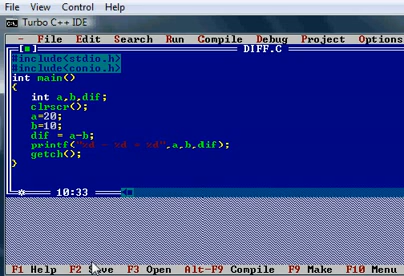 File View Control Help
Turbo C++ IDE
- File Edit Search Run Compile Debug Project Options
DIFF.C
#include<stdio.h>
#include<conio.h>
int main()
{
int a,b,dif;
clrscr();
a=20;
b=10;
dif = a-b;
printf("%d - %d = %d",a,b,dif);
getch();
}
10:33
F1 Help F2 Save F3 Open Alt-F9 Compile F9 Make F10 Menu